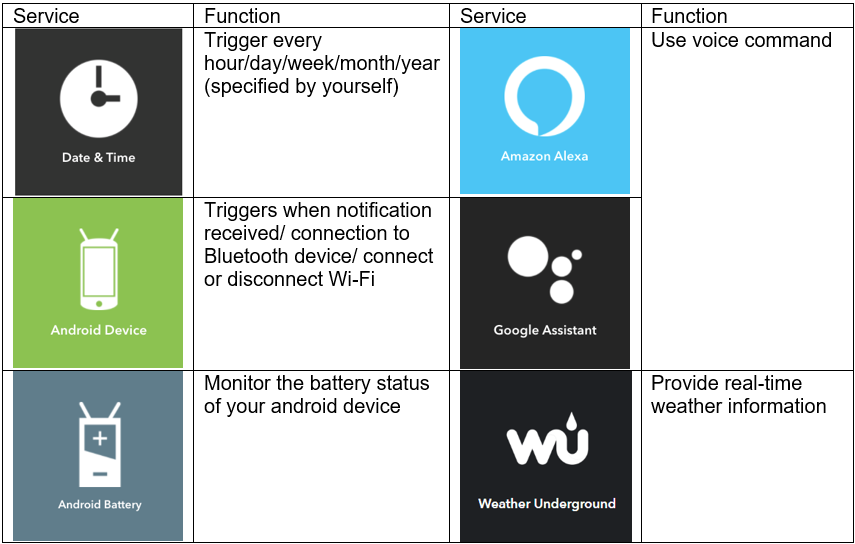 Service
Function
Service
Function
Date & Time
Trigger every
hour/day/week/month/year
(specified by yourself)
Amazon Alexa
Use voice command
Android Device
Triggers when notification
received/ connection to
Bluetooth device/ connect
or disconnect Wi-Fi
Google Assistant
Android Battery
Monitor the battery status
of your android device
wu
Weather Underground
Provide real-time
weather information